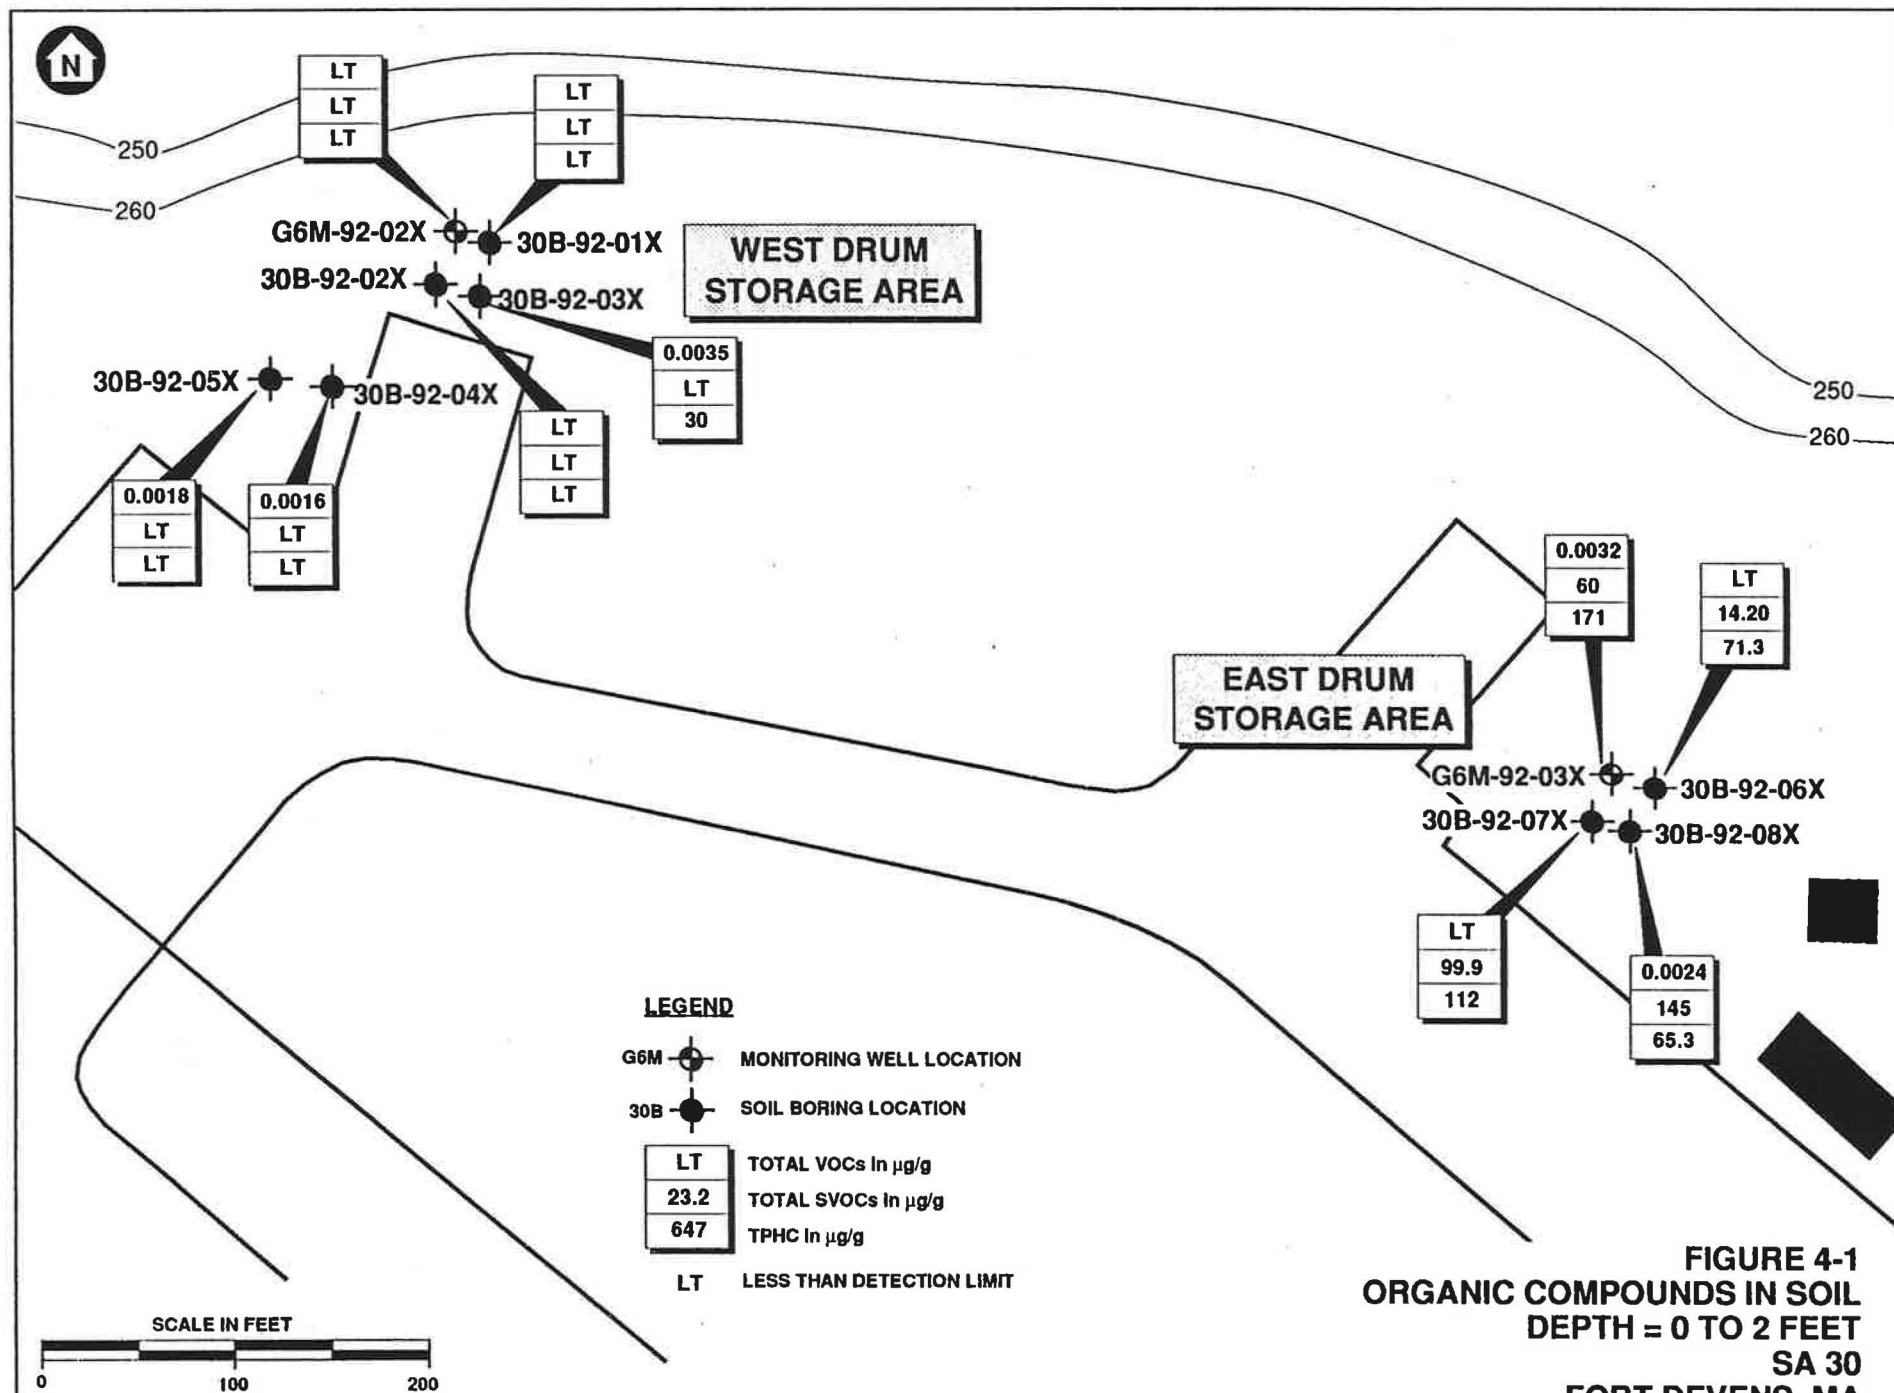 N
LT
LT
LT
LT
LT
LT
250
260
G6M-92-02X
30B-92-01X
WEST DRUM
STORAGE AREA
30B-92-02X
30B-92-03X
0.0035
LT
30
30B-92-05X
30B-92-04X
LT
LT
LT
250
260
0.0018
LT
LT
0.0016
LT
LT
0.0032
60
171
LT
14.20
71.3
EAST DRUM
STORAGE AREA
G6M-92-03X
30B-92-06X
30B-92-07X
30B-92-08X
LT
99.9
112
0.0024
145
65.3
LEGEND
G6M MONITORING WELL LOCATION
30B SOIL BORING LOCATION
LT TOTAL VOCs in µg/g
23.2 TOTAL SVOCs in µg/g
647 TPHC in µg/g
LT LESS THAN DETECTION LIMIT
SCALE IN FEET
0 100 200
FIGURE 4-1
ORGANIC COMPOUNDS IN SOIL
DEPTH = 0 TO 2 FEET
SA 30
FORT DEVENS, MA